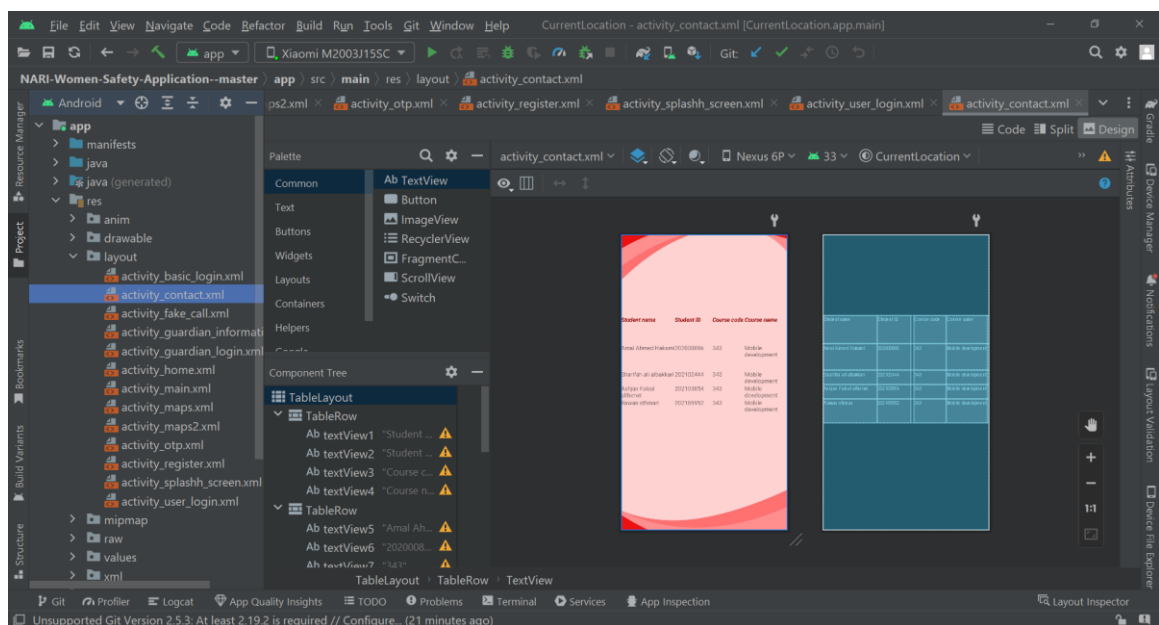 File Edit View Navigate Code Refactor Build Run Tools Git Window Help CurrentLocation - activity_contact.xml [CurrentLocation.app.main]
app Xiaomi M2003J15SC Git:
NARI-Women-Safety-Application--master app src main res layout activity_contact.xml
Android ps2.xml activity_otp.xml activity_register.xml activity_splashh_screen.xml activity_user_login.xml activity_contact.xml
Code Split Design
Resource Manager
Project
Bookmarks
Build Variants
Structure
app
manifests
java
java (generated)
res
anim
drawable
layout
activity_basic_login.xml
activity_contact.xml
activity_fake_call.xml
activity_guardian_informati
activity_guardian_login.xml
activity_home.xml
activity_main.xml
activity_maps.xml
activity_maps2.xml
activity_otp.xml
activity_register.xml
activity_splashh_screen.xml
activity_user_login.xml
mipmap
raw
values
xml
Palette
Common
Text
Buttons
Widgets
Layouts
Containers
Helpers
Ab TextView
Button
ImageView
RecyclerView
FragmentC...
ScrollView
Switch
Component Tree
TableLayout
TableRow
Ab textView1 "Student ...
Ab textView2 "Student ...
Ab textView3 "Course c...
Ab textView4 "Course n...
TableRow
Ab textView5 "Amal Ah...
Ab textView6 "2020008...
Ab textView7 "343"
activity_contact.xml Nexus 6P 33 CurrentLocation
Student name Student ID Course code Course name
343 Mobile development
343 Mobile development
343 Mobile development
343 Mobile development
1:1
Gradle
Device Manager
Notifications
Layout Validation
Device File Explorer
Attributes
TableLayout TableRow TextView
Git Profiler Logcat App Quality Insights TODO Problems Terminal Services App Inspection Layout Inspector
Unsupported Git Version 2.5.3: At least 2.19.2 is required // Configure... (21 minutes ago)